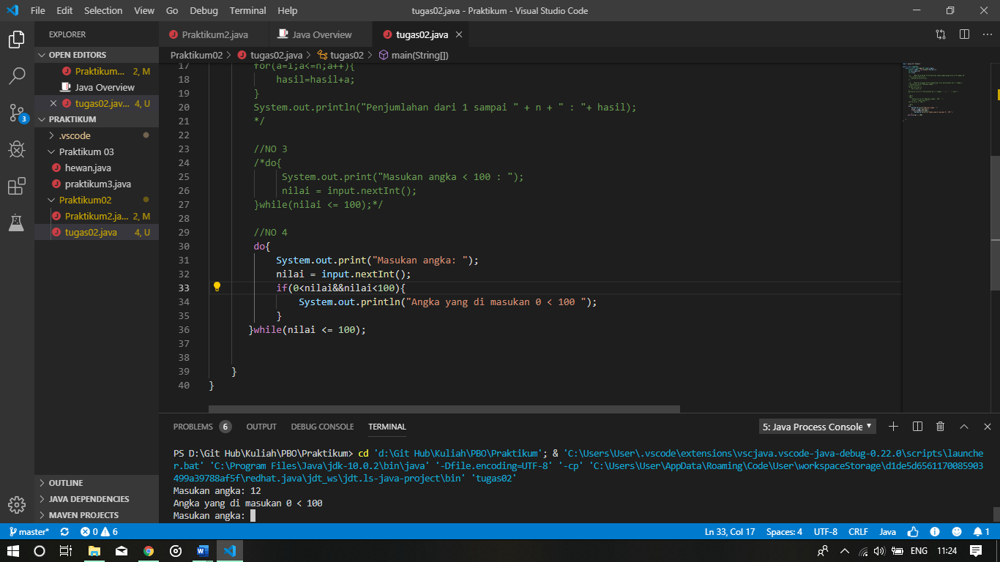 File Edit Selection View Go Debug Terminal Help
tugas02.java - Praktikum - Visual Studio Code
EXPLORER
OPEN EDITORS
Praktikum... 2, M
Java Overview
tugas02.jav... 4, U
PRAKTIKUM
.vscode
Praktikum 03
hewan.java
praktikum3.java
Praktikum02
Praktikum2.ja... 2, M
tugas02.java 4, U
OUTLINE
JAVA DEPENDENCIES
MAVEN PROJECTS
3
Praktikum2.java Java Overview tugas02.java
Praktikum02 > tugas02.java > tugas02 > main(String[])
17 for(a=1;a<=n;a++){
18 hasil=hasil+a;
19 }
20 System.out.println("Penjumlahan dari 1 sampai " + n + " : "+ hasil);
21 */
22
23 //NO 3
24 /*do{
25 System.out.print("Masukan angka < 100 : ");
26 nilai = input.nextInt();
27 }while(nilai <= 100);*/
28
29 //NO 4
30 do{
31 System.out.print("Masukan angka: ");
32 nilai = input.nextInt();
33 if(0<nilai&&nilai<100){
34 System.out.println("Angka yang di masukan 0 < 100 ");
35 }
36 }while(nilai <= 100);
37
38
39 }
40 }
PROBLEMS 6 OUTPUT DEBUG CONSOLE TERMINAL 5: Java Process Console
PS D:\Git Hub\Kuliah\PBO\Praktikum> cd 'd:\Git Hub\Kuliah\PBO\Praktikum'; & 'C:\Users\User\.vscode\extensions\vscjava.vscode-java-debug-0.22.0\scripts\launche
r.bat' 'C:\Program Files\Java\jdk-10.0.2\bin\java' '-Dfile.encoding=UTF-8' '-cp' 'C:\Users\User\AppData\Roaming\Code\User\workspaceStorage\d1de5d6561170085903
499a39788af5f\redhat.java\jdt_ws\jdt.ls-java-project\bin' 'tugas02'
Masukan angka: 12
Angka yang di masukan 0 < 100
Masukan angka:
master* 0 6 Ln 33, Col 17 Spaces: 4 UTF-8 CRLF Java 1
ENG 11:24